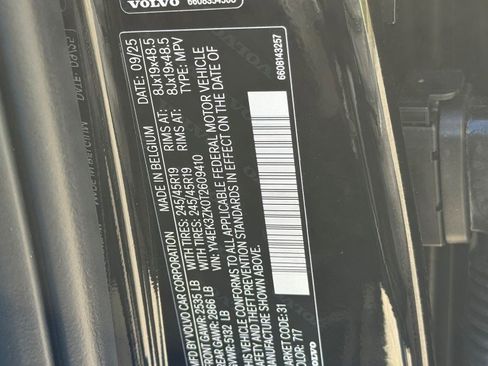 VOLVO
MFD BY VOLVO CAR CORPORATION MADE IN BELGIUM DATE: 09/25
FRONT GAWR: 2535 LB WITH TIRES: 245/45R19 RIMS AT: 8Jx19x48.5
REAR GAWR: 2866 LB WITH TIRES: 245/45R19 RIMS AT: 8Jx19x48.5
GVWR: 5132 LB VIN: YV4EK3ZK0T2609410 TYPE: MPV
THIS VEHICLE CONFORMS TO ALL APPLICABLE FEDERAL MOTOR VEHICLE
SAFETY AND THEFT PREVENTION STANDARDS IN EFFECT ON THE DATE OF
MANUFACTURE SHOWN ABOVE.
MARKET CODE: 31
COLOR: 717
6608143257
VOLVO